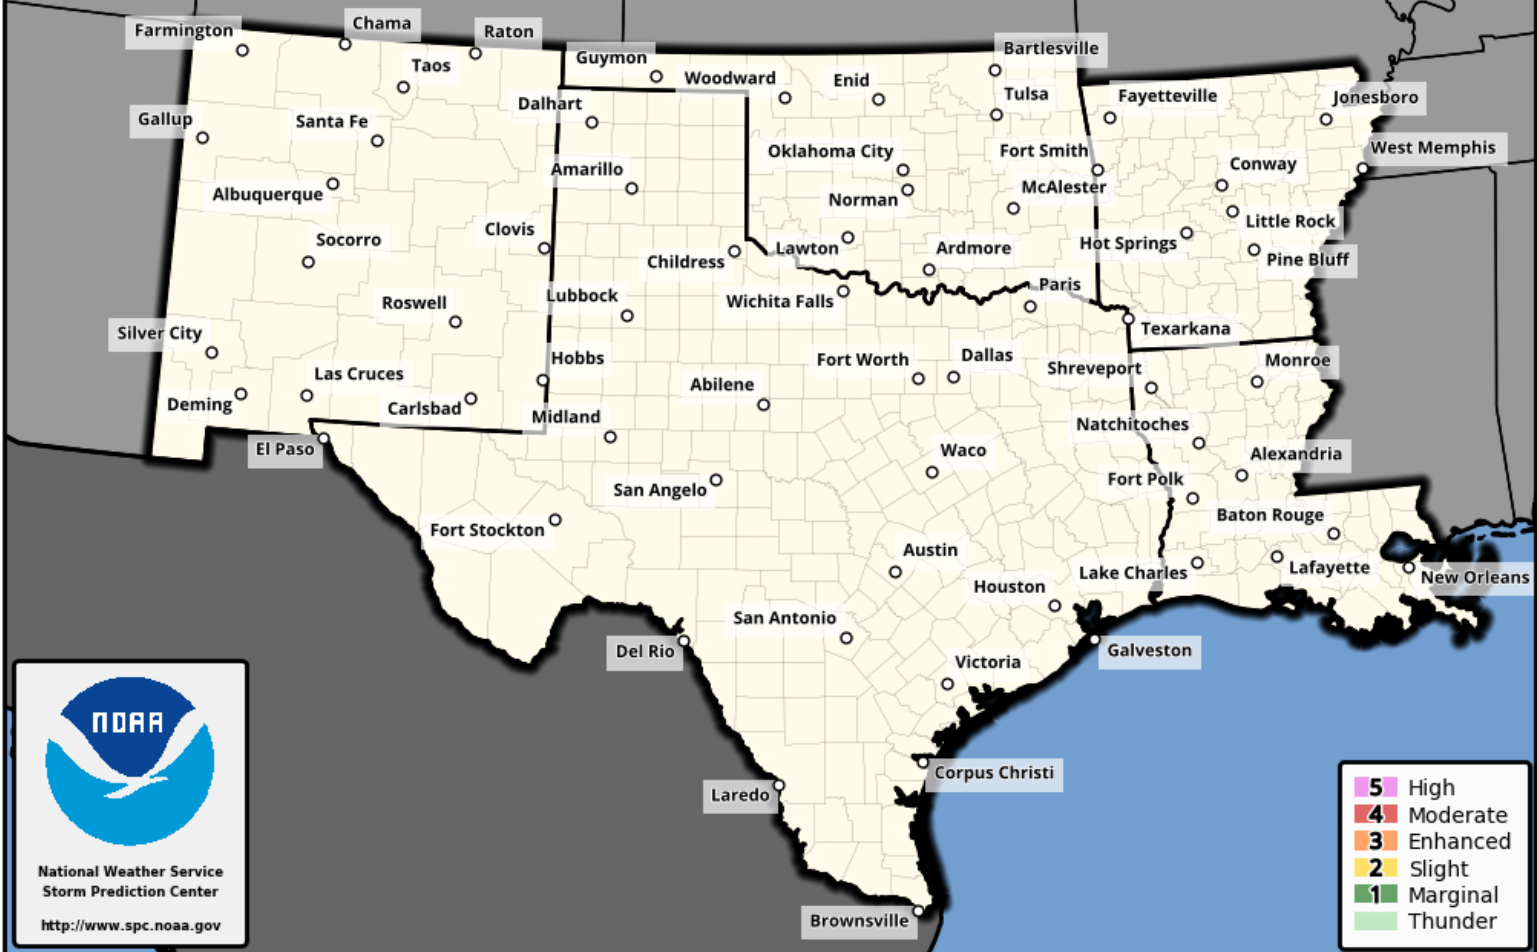 Farmington
Chama
Raton
Taos
Guymon
Woodward
Enid
Bartlesville
Tulsa
Fayetteville
Jonesboro
Gallup
Santa Fe
Dalhart
Oklahoma City
Fort Smith
West Memphis
Amarillo
Conway
Albuquerque
Norman
McAlester
Little Rock
Socorro
Clovis
Childress
Lawton
Ardmore
Hot Springs
Pine Bluff
Roswell
Lubbock
Wichita Falls
Paris
Silver City
Texarkana
Las Cruces
Hobbs
Fort Worth
Dallas
Shreveport
Monroe
Deming
Carlsbad
Midland
Abilene
Natchitoches
El Paso
Waco
Alexandria
San Angelo
Fort Polk
Fort Stockton
Baton Rouge
Austin
Houston
Lake Charles
Lafayette
New Orleans
San Antonio
Del Rio
Victoria
Galveston
Laredo
Corpus Christi
Brownsville
NOAA
National Weather Service
Storm Prediction Center
http://www.spc.noaa.gov
5 High
4 Moderate
3 Enhanced
2 Slight
1 Marginal
Thunder